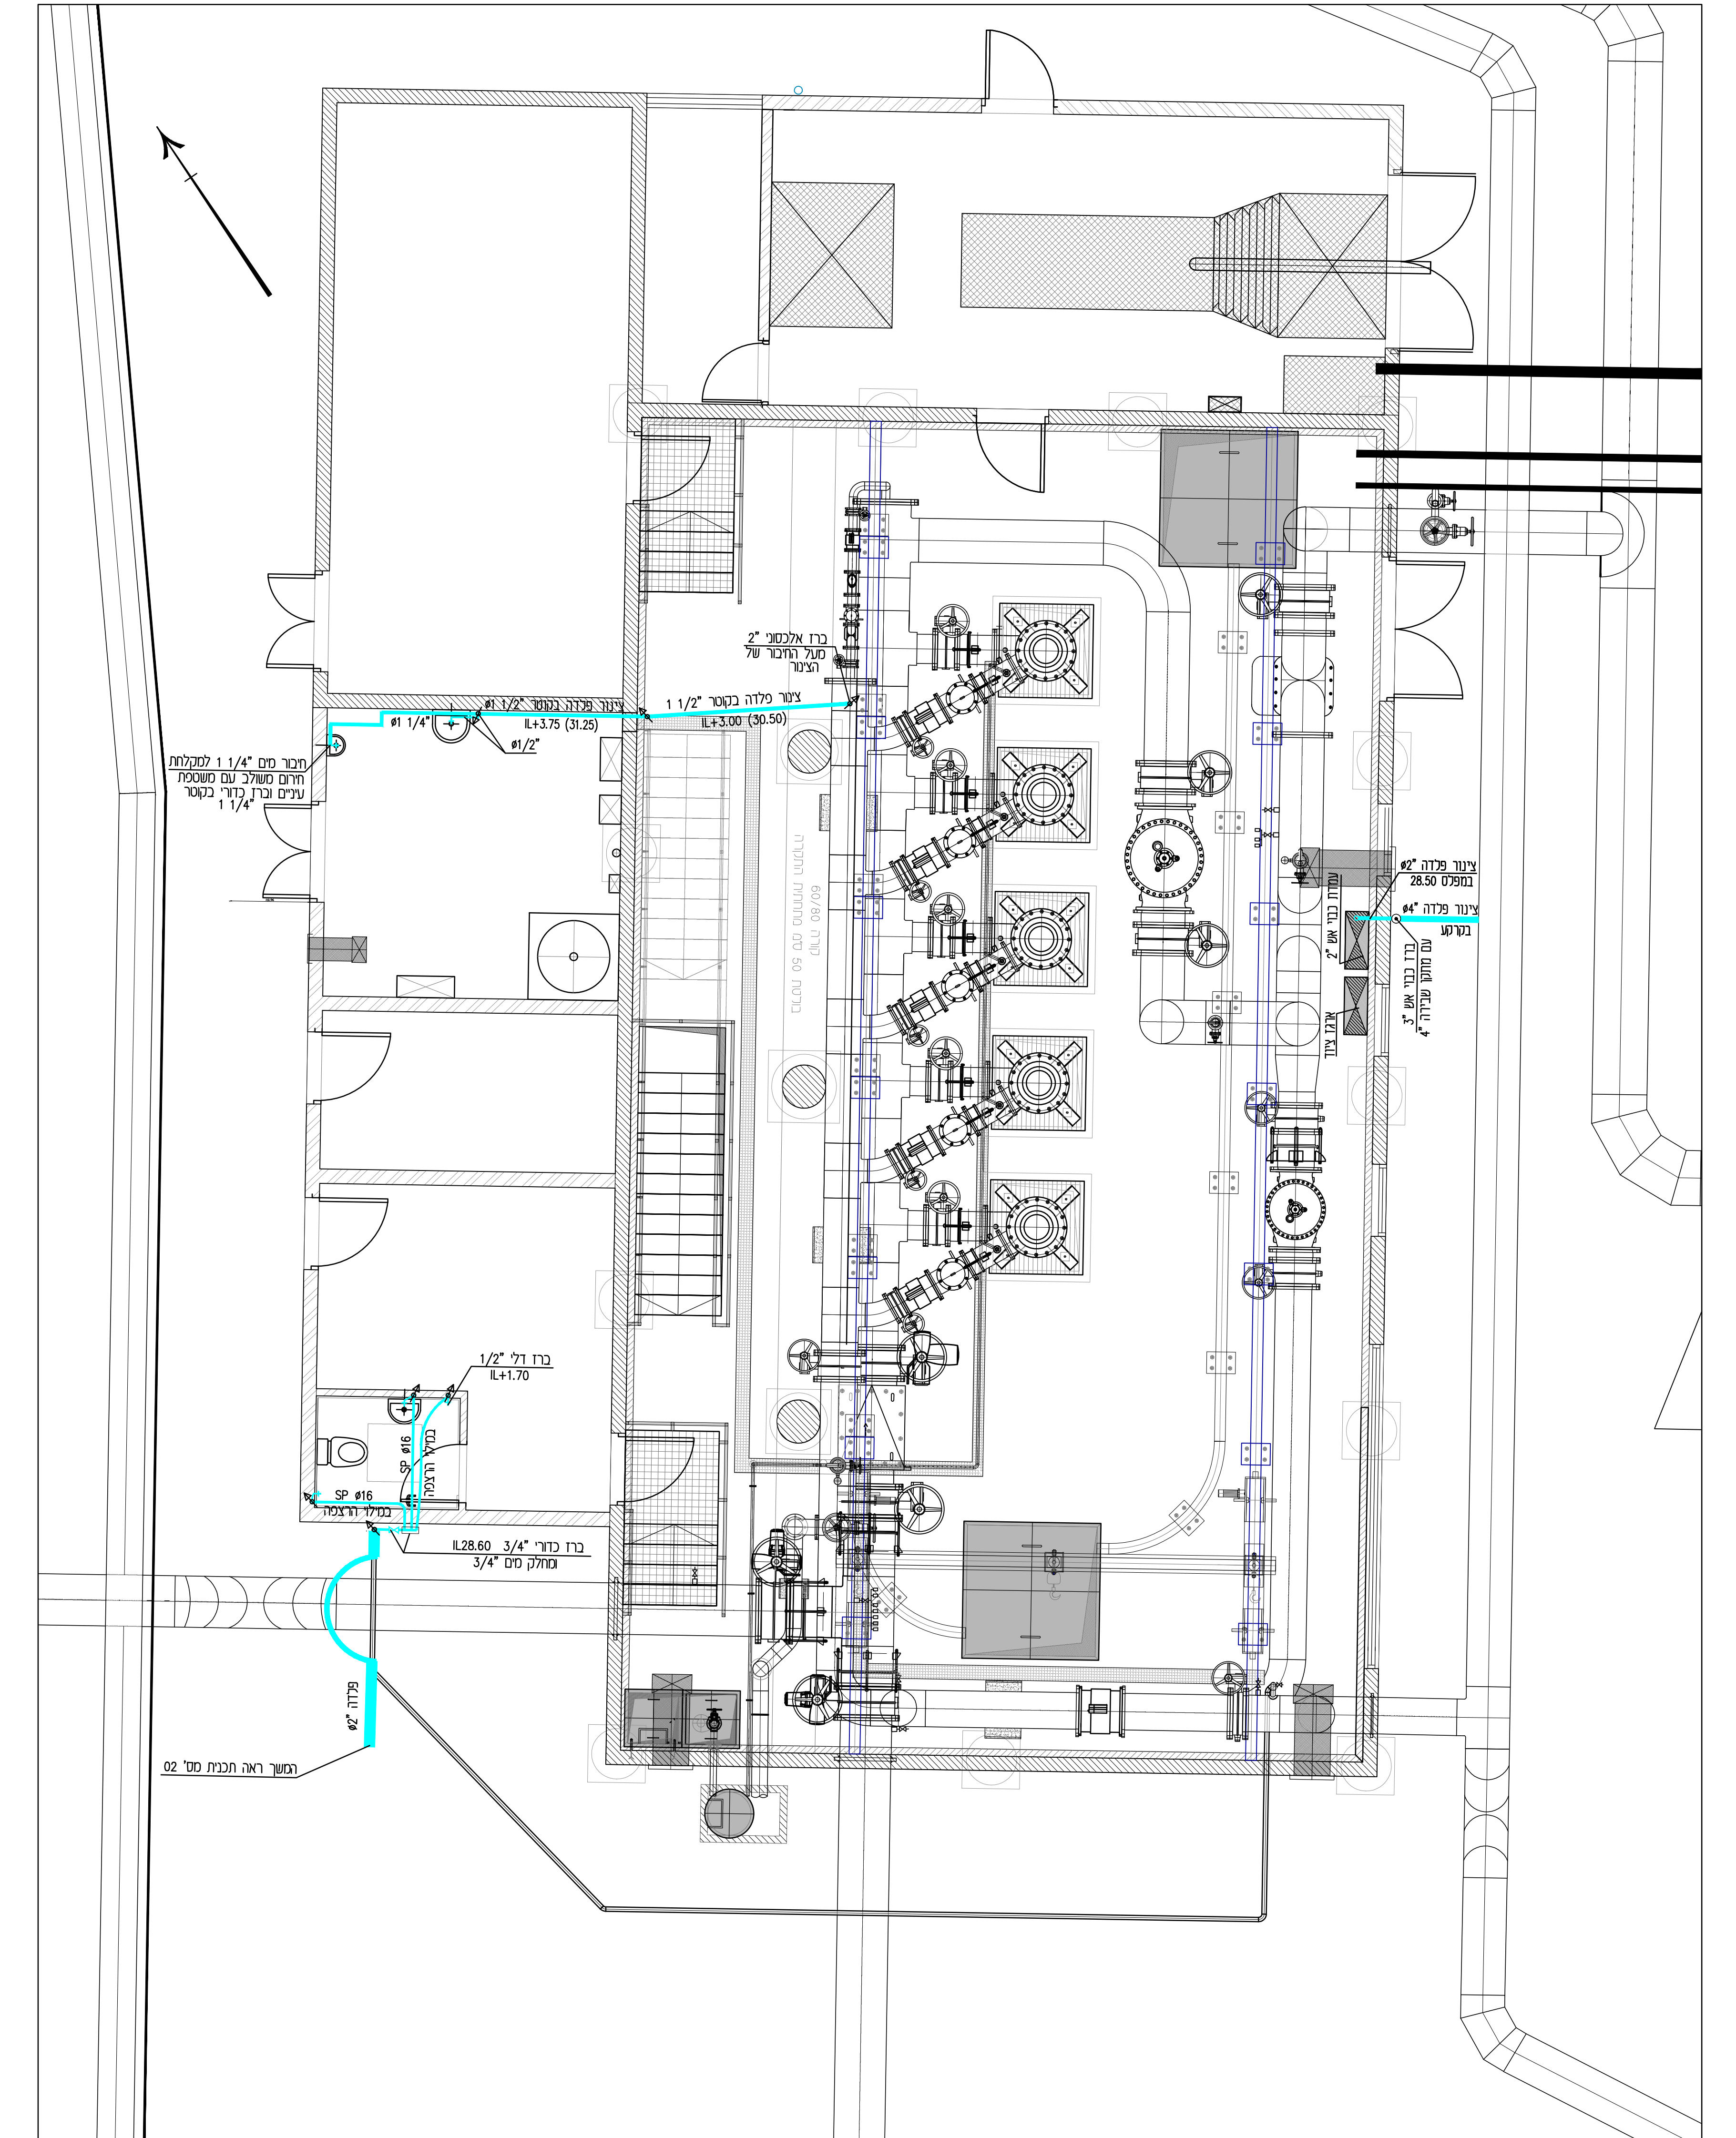 ברז אלכסוני "2
מעל החיבור של
הצינור
צינור פלדה בקוטר "1 1/2
IL+3.00 (30.50)
צינור פלדה בקוטר "ø1 1/2
IL+3.75 (31.25)
ø1 1/4"
ø1/2"
חיבור מים "1 1/4 למקלחת
חירום משולב עם משטפת
עיניים וברז כדורי בקוטר
1 1/4"
קורה 60/80
בולטת 50 סמ מתחתית התקרה
צינור פלדה "ø2
במפלס 28.50
צינור פלדה "ø4
בקרקע
עמדת כבוי אש "2
ברז כבוי אש "3
עם מתקן שבירה "4
ארגז ציוד
ברז דלי "1/2
IL+1.70
SP ø16
במילוי הרצפה
SP ø16
במילוי הרצפה
ברז כדורי "3/4 IL28.60
ומחלק מים "3/4
פלדה "ø2
המשך ראה תכנית מס' 02